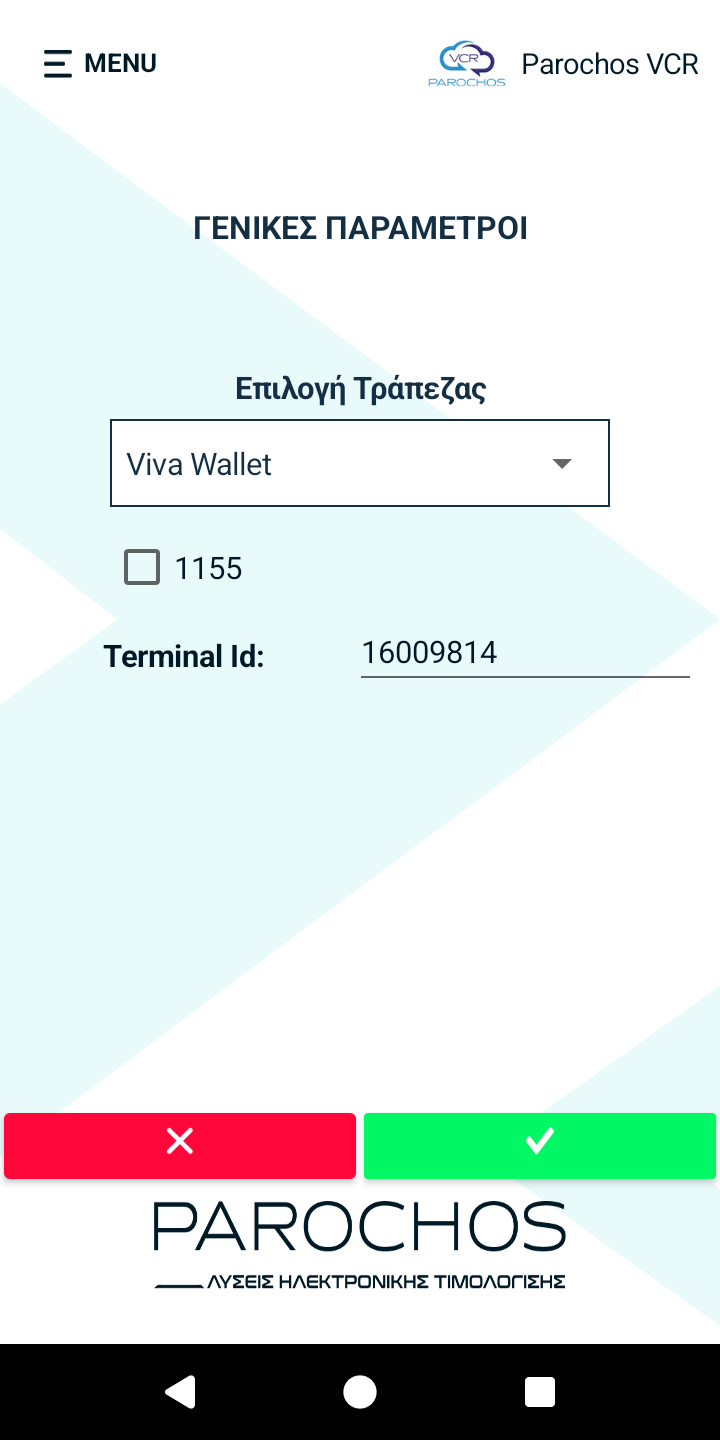 MENU
VCR
PAROCHOS
Parochos VCR
ΓΕΝΙΚΕΣ ΠΑΡΑΜΕΤΡΟΙ
Επιλογή Τράπεζας
Viva Wallet
1155
Terminal Id:
16009814
PAROCHOS
ΛΥΣΕΙΣ ΗΛΕΚΤΡΟΝΙΚΗΣ ΤΙΜΟΛΟΓΙΣΗΣ